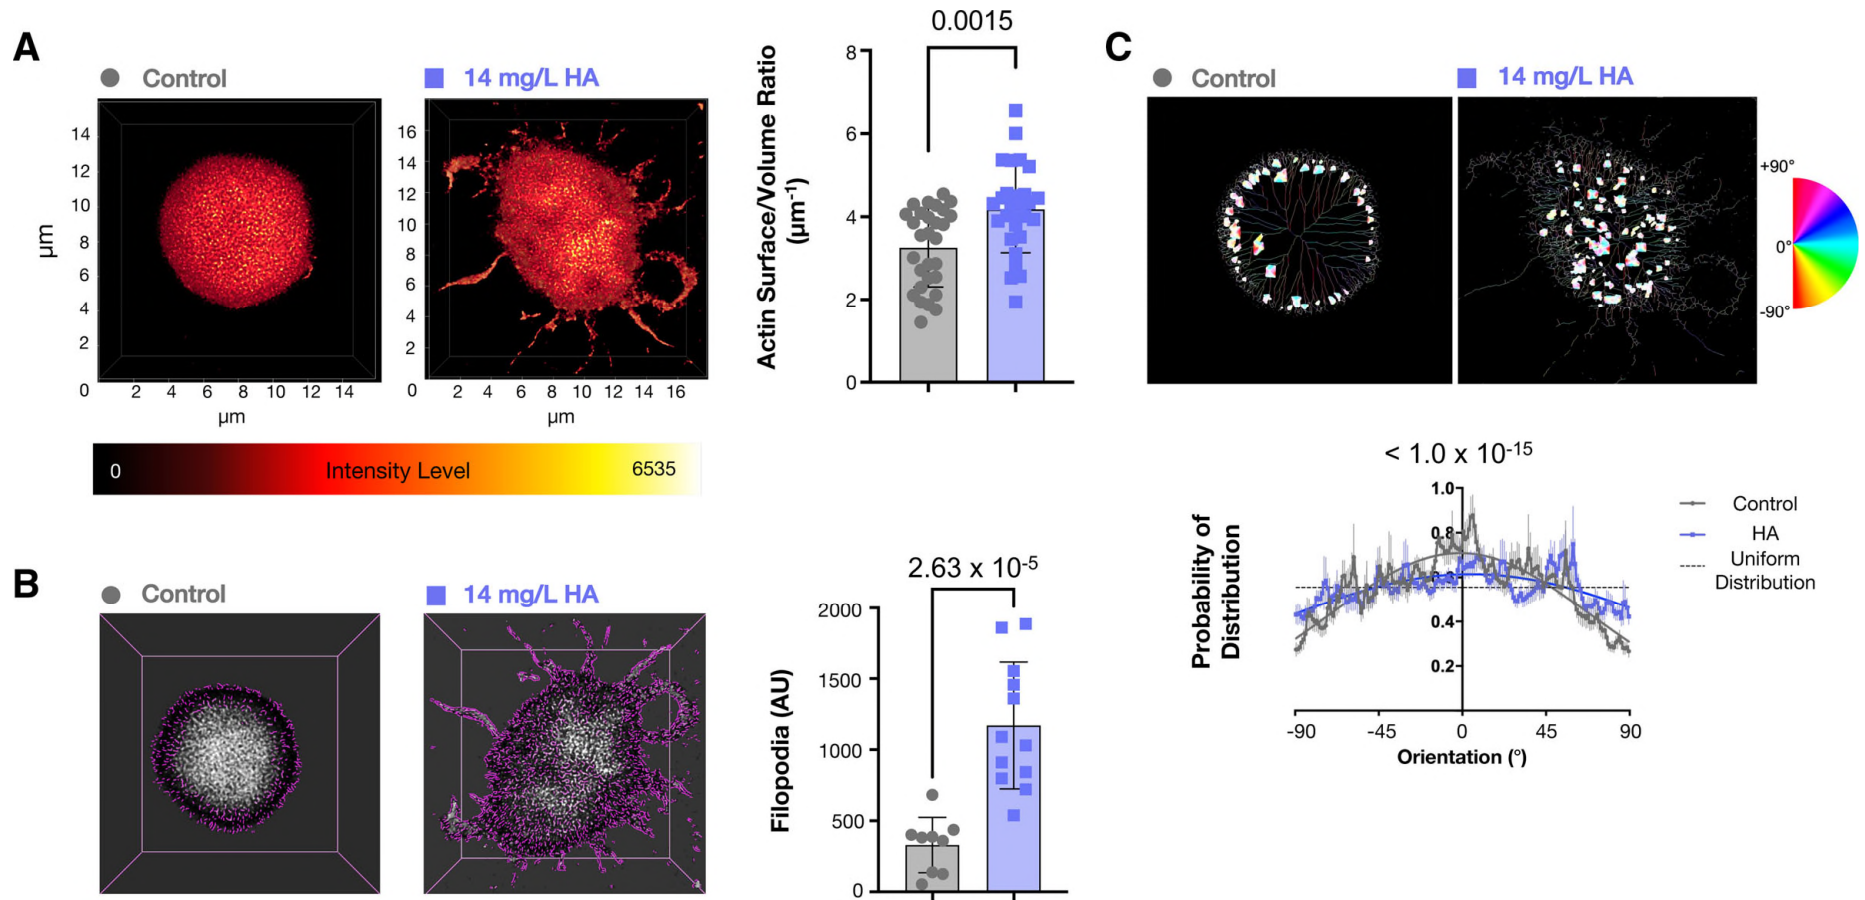 A
Control
14 mg/L HA
14
12
10
8
6
4
2
0
µm
2 4 6 8 10 12 14
µm
16
14
12
10
8
6
4
2
0
2 4 6 8 10 12 14 16
µm
0 Intensity Level 6535
0.0015
Actin Surface/Volume Ratio
(µm⁻¹)
8
6
4
2
0
B
Control
14 mg/L HA
2.63 x 10⁻⁵
Filopodia (AU)
2000
1500
1000
500
0
C
Control
14 mg/L HA
+90°
0°
-90°
< 1.0 x 10⁻¹⁵
Probability of
Distribution
1.0
0.8
0.6
0.4
0.2
-90 -45 0 45 90
Orientation (°)
Control
HA
Uniform
Distribution